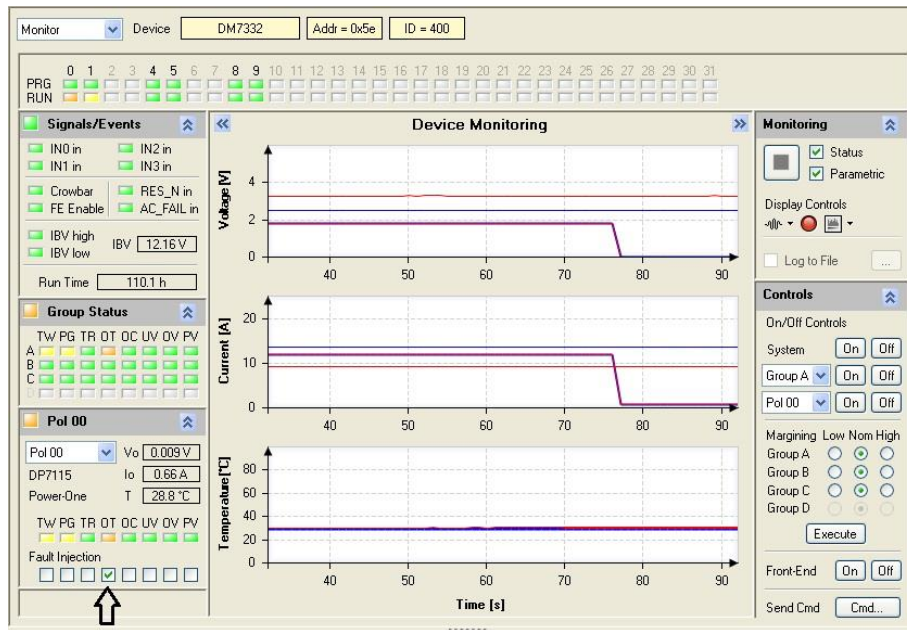 Monitor Device DM7332 Addr = 0x5e ID = 400
0 1 2 3 4 5 6 7 8 9 10 11 12 13 14 15 16 17 18 19 20 21 22 23 24 25 26 27 28 29 30 31
PRG
RUN
Signals/Events
IN0 in IN2 in
IN1 in IN3 in
Crowbar RES_N in
FE Enable AC_FAIL in
IBV high
IBV low
IBV 12.16 V
Run Time 110.1 h
Group Status
TW PG TR OT OC UV OV PV
A
B
C
D
Pol 00
Pol 00 Vo 0.009 V
DP7115 Io 0.66 A
Power-One T 28.8 °C
TW PG TR OT OC UV OV PV
Fault Injection
Device Monitoring
Voltage [V]
4
2
0
40 50 60 70 80 90
Current [A]
20
10
0
40 50 60 70 80 90
Temperature [°C]
80
60
40
20
0
40 50 60 70 80 90
Time [s]
Monitoring
Status
Parametric
Display Controls
Log to File ...
Controls
On/Off Controls
System On Off
Group A On Off
Pol 00 On Off
Margining Low Nom High
Group A
Group B
Group C
Group D
Execute
Front-End On Off
Send Cmd Cmd...